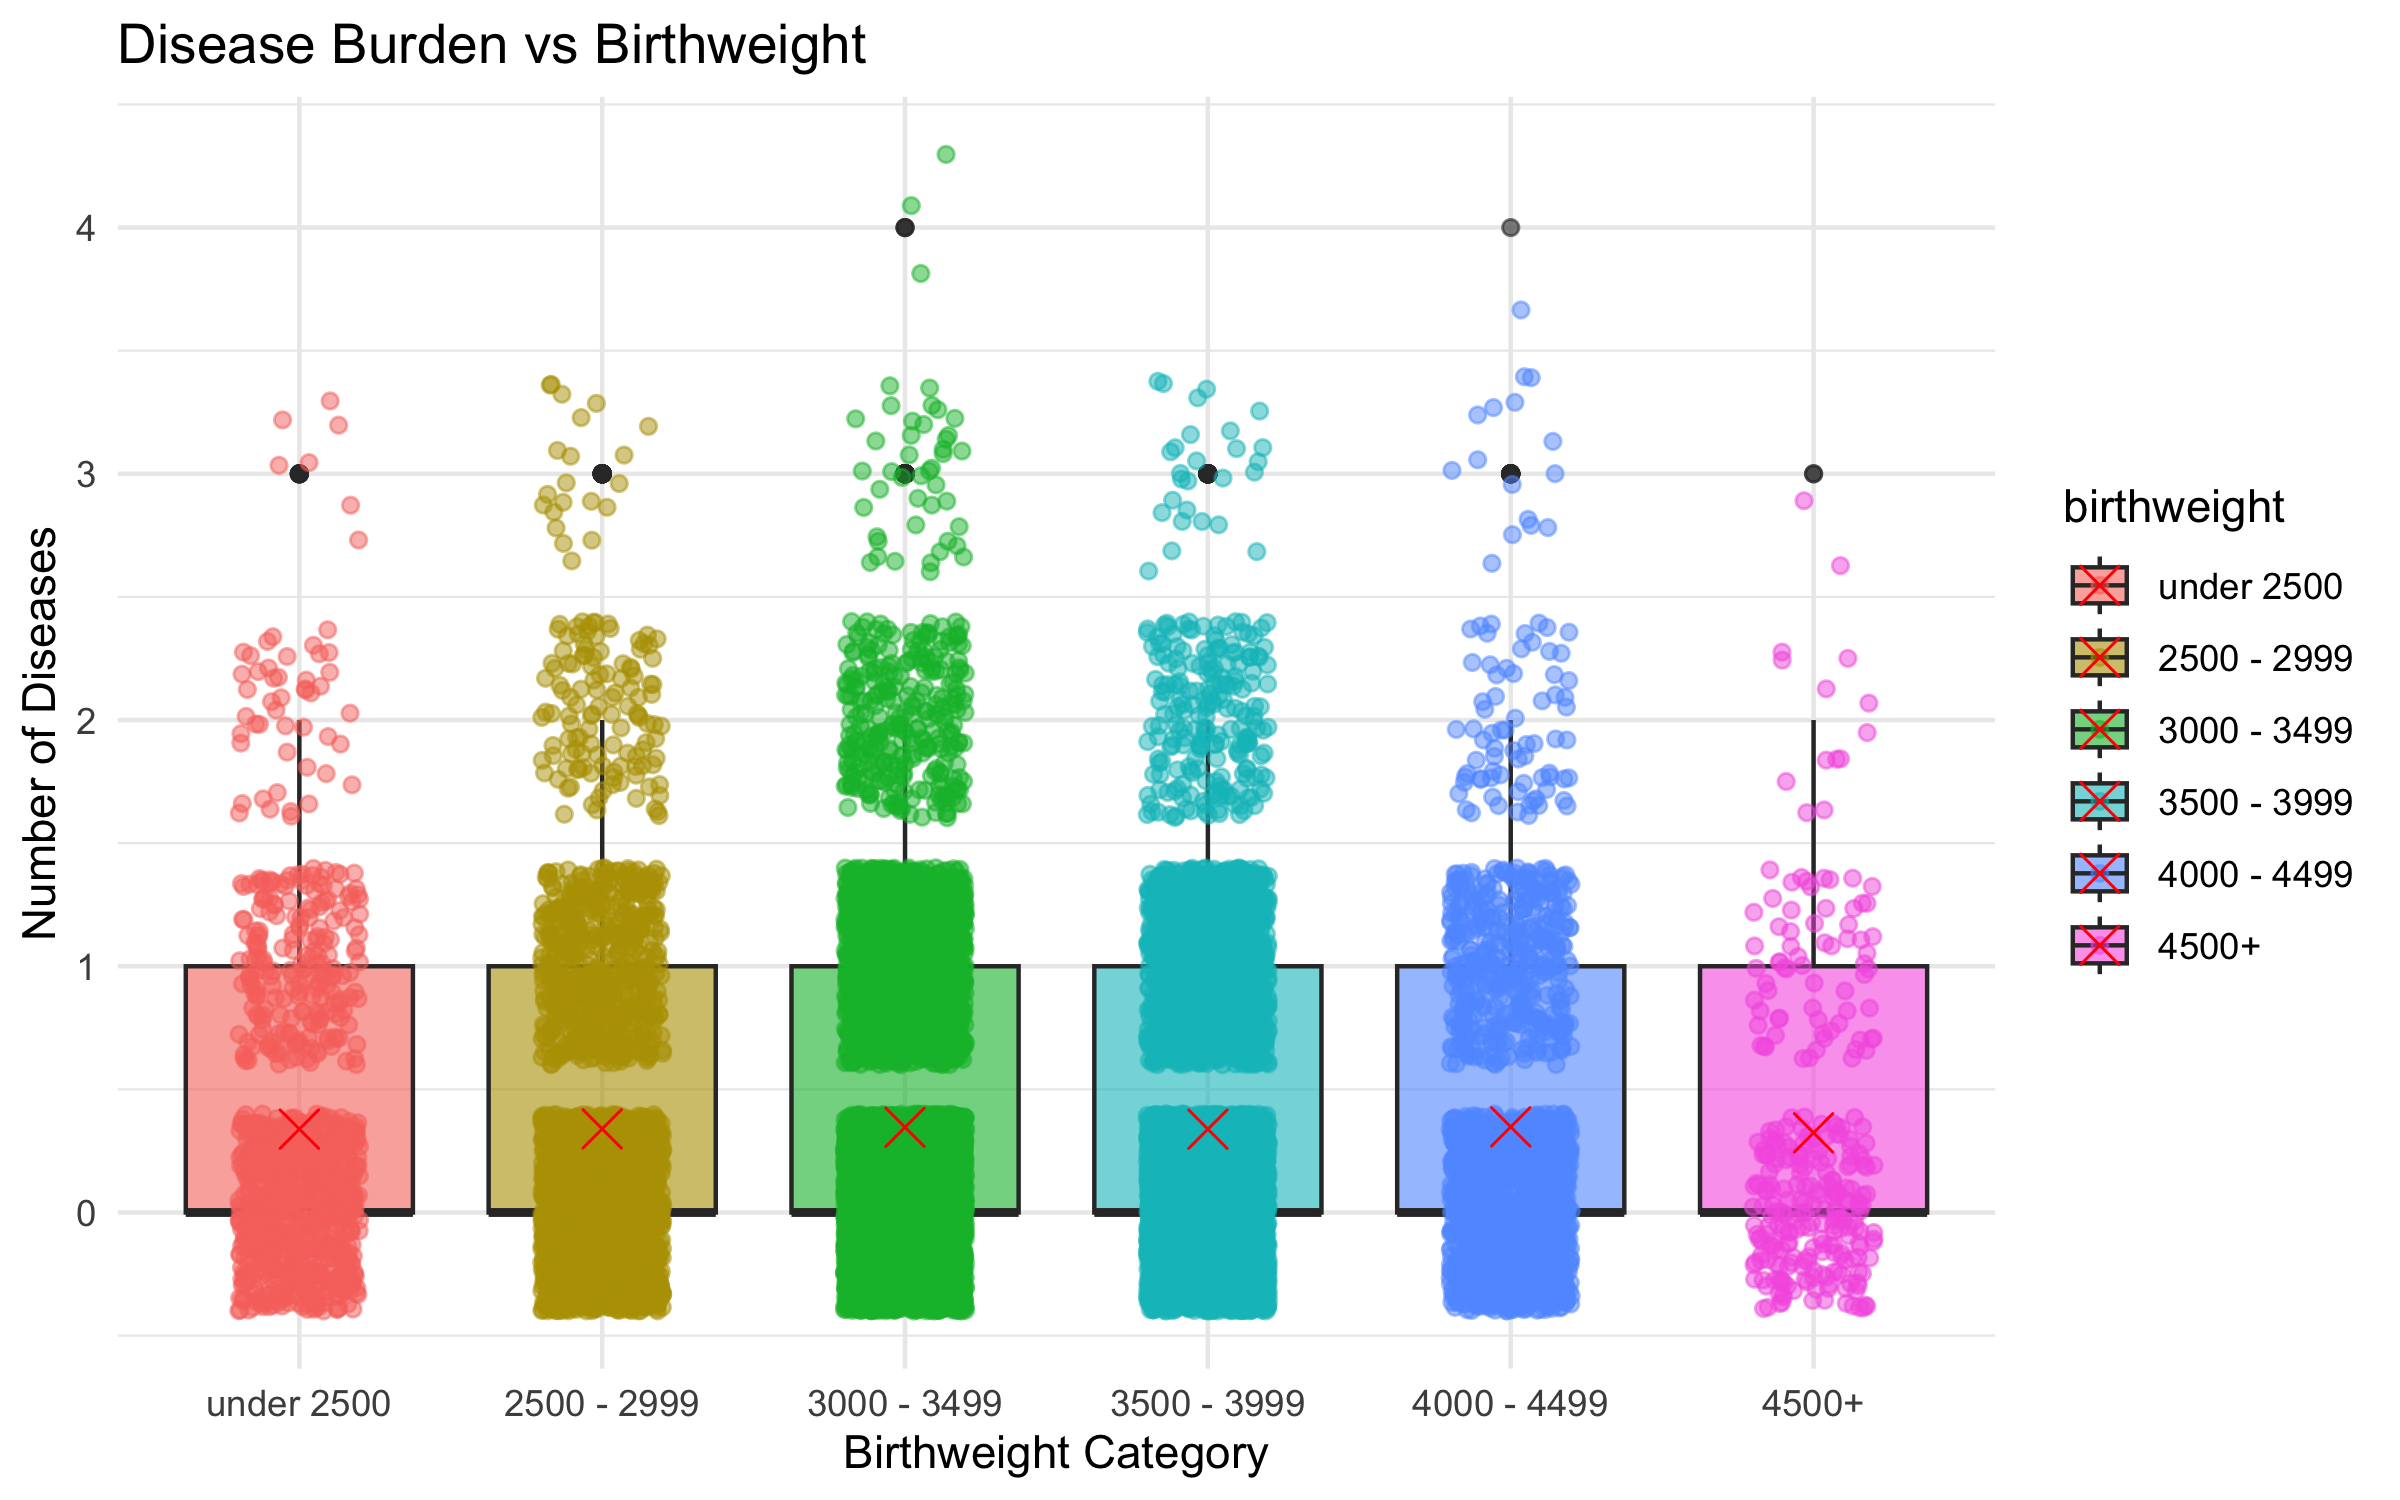 Disease Burden vs Birthweight
Number of Diseases
4
3
2
1
0
under 2500
2500 - 2999
3000 - 3499
3500 - 3999
4000 - 4499
4500+
Birthweight Category
birthweight
under 2500
2500 - 2999
3000 - 3499
3500 - 3999
4000 - 4499
4500+